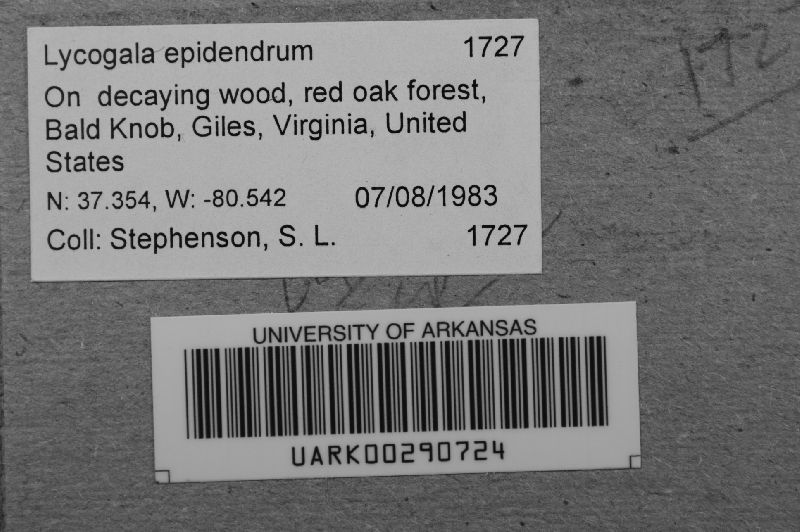 Lycogala epidendrum 1727
On decaying wood, red oak forest,
Bald Knob, Giles, Virginia, United
States
N: 37.354, W: -80.542 07/08/1983
Coll: Stephenson, S. L. 1727
172
UNIVERSITY OF ARKANSAS
UARK00290724